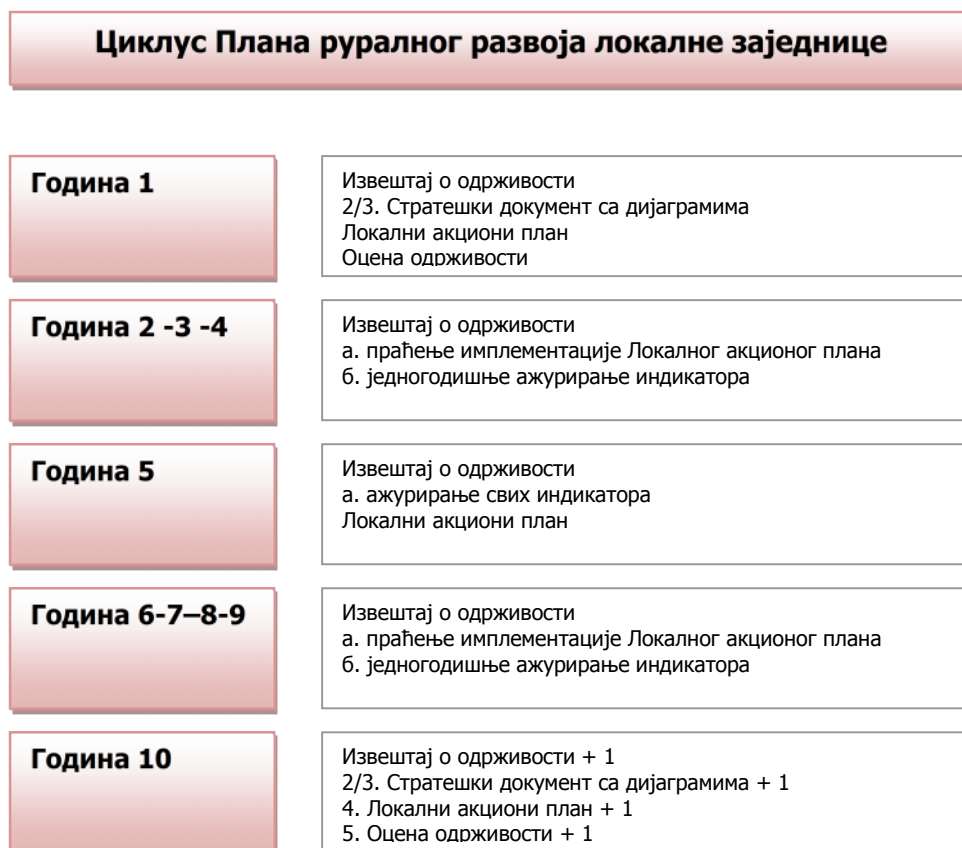 Циклус Плана руралног развоја локалне заједнице
Година 1
Извештај о одрживости
2/3. Стратешки документ са дијаграмима
Локални акциони план
Оцена одрживости
Година 2 -3 -4
Извештај о одрживости
а. праћење имплементације Локалног акционог плана
б. једногодишње ажурирање индикатора
Година 5
Извештај о одрживости
а. ажурирање свих индикатора
Локални акциони план
Година 6-7–8-9
Извештај о одрживости
а. праћење имплементације Локалног акционог плана
б. једногодишње ажурирање индикатора
Година 10
Извештај о одрживости + 1
2/3. Стратешки документ са дијаграмима + 1
4. Локални акциони план + 1
5. Оцена одрживости + 1